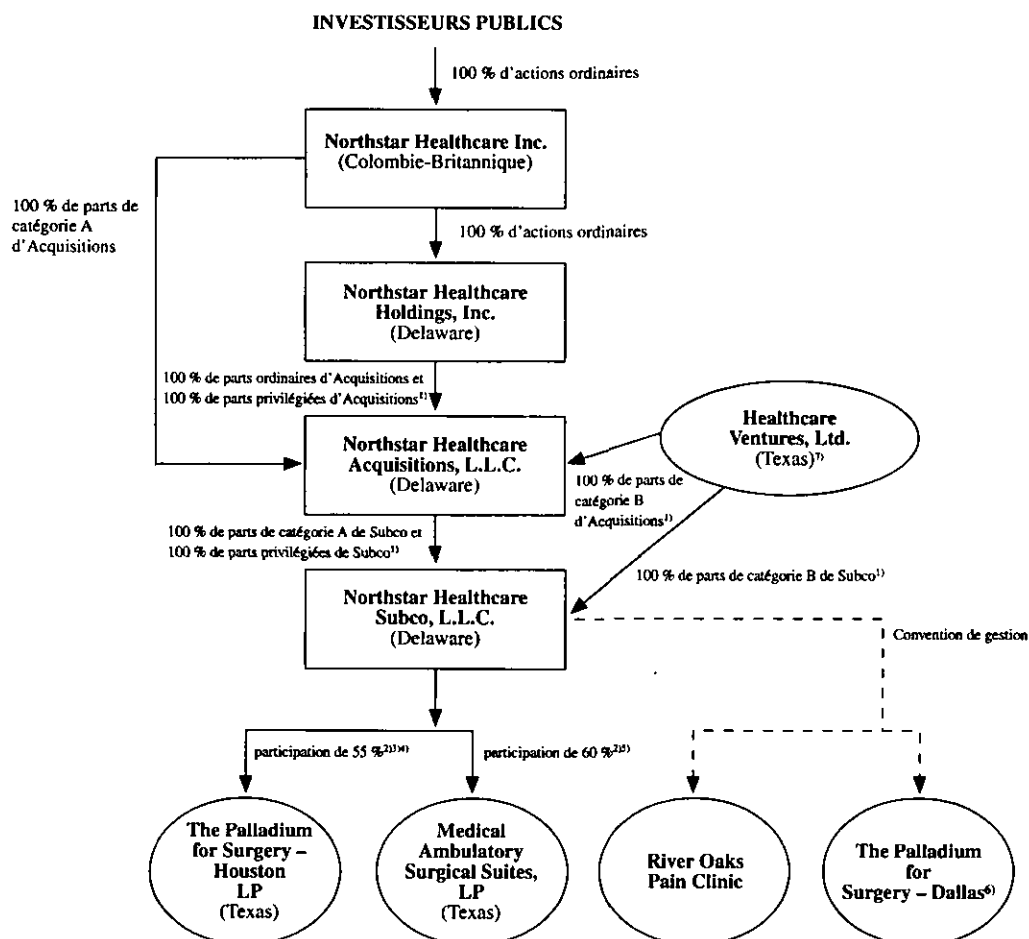 INVESTISSEURS PUBLICS
100 % d'actions ordinaires
Northstar Healthcare Inc.
(Colombie-Britannique)
100 % de parts de
catégorie A
d'Acquisitions
100 % d'actions ordinaires
Northstar Healthcare
Holdings, Inc.
(Delaware)
100 % de parts ordinaires d'Acquisitions et
100 % de parts privilégiées d'Acquisitions¹⁾
Healthcare
Ventures, Ltd.
(Texas)⁷⁾
Northstar Healthcare
Acquisitions, L.L.C.
(Delaware)
100 % de parts de
catégorie B
d'Acquisitions¹⁾
100 % de parts de catégorie A de Subco et
100 % de parts privilégiées de Subco¹⁾
100 % de parts de catégorie B de Subco¹⁾
Northstar Healthcare
Subco, L.L.C.
(Delaware)
Convention de gestion
participation de 55 %²⁾³⁾⁴⁾
participation de 60 %²⁾⁵⁾
The Palladium
for Surgery –
Houston
LP
(Texas)
Medical
Ambulatory
Surgical Suites,
LP
(Texas)
River Oaks
Pain Clinic
The Palladium
for
Surgery – Dallas⁶⁾